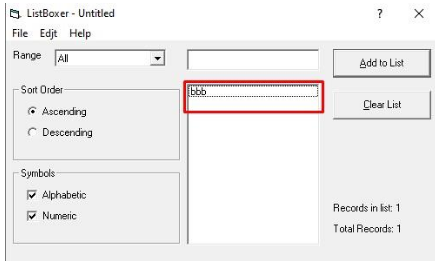 ListBoxer - Untitled ?
File Edjt Help
Range All Add to List
bbb
Sort Order Clear List
Ascending
Descending
Symbols
Alphabetic
Numeric
Records in list: 1
Total Records: 1